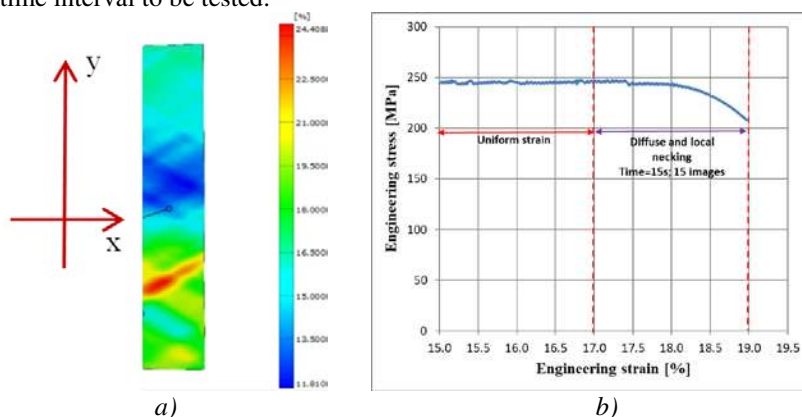 time interval to be tested.
[%]
24.408
22.500
21.000
19.500
18.000
16.500
15.000
13.500
11.810
y
x
a)
Engineering stress [MPa]
300
250
200
150
100
50
0
Uniform strain
Diffuse and local
necking
Time=15s; 15 images
15.0 15.5 16.0 16.5 17.0 17.5 18.0 18.5 19.0 19.5
Engineering strain [%]
b)